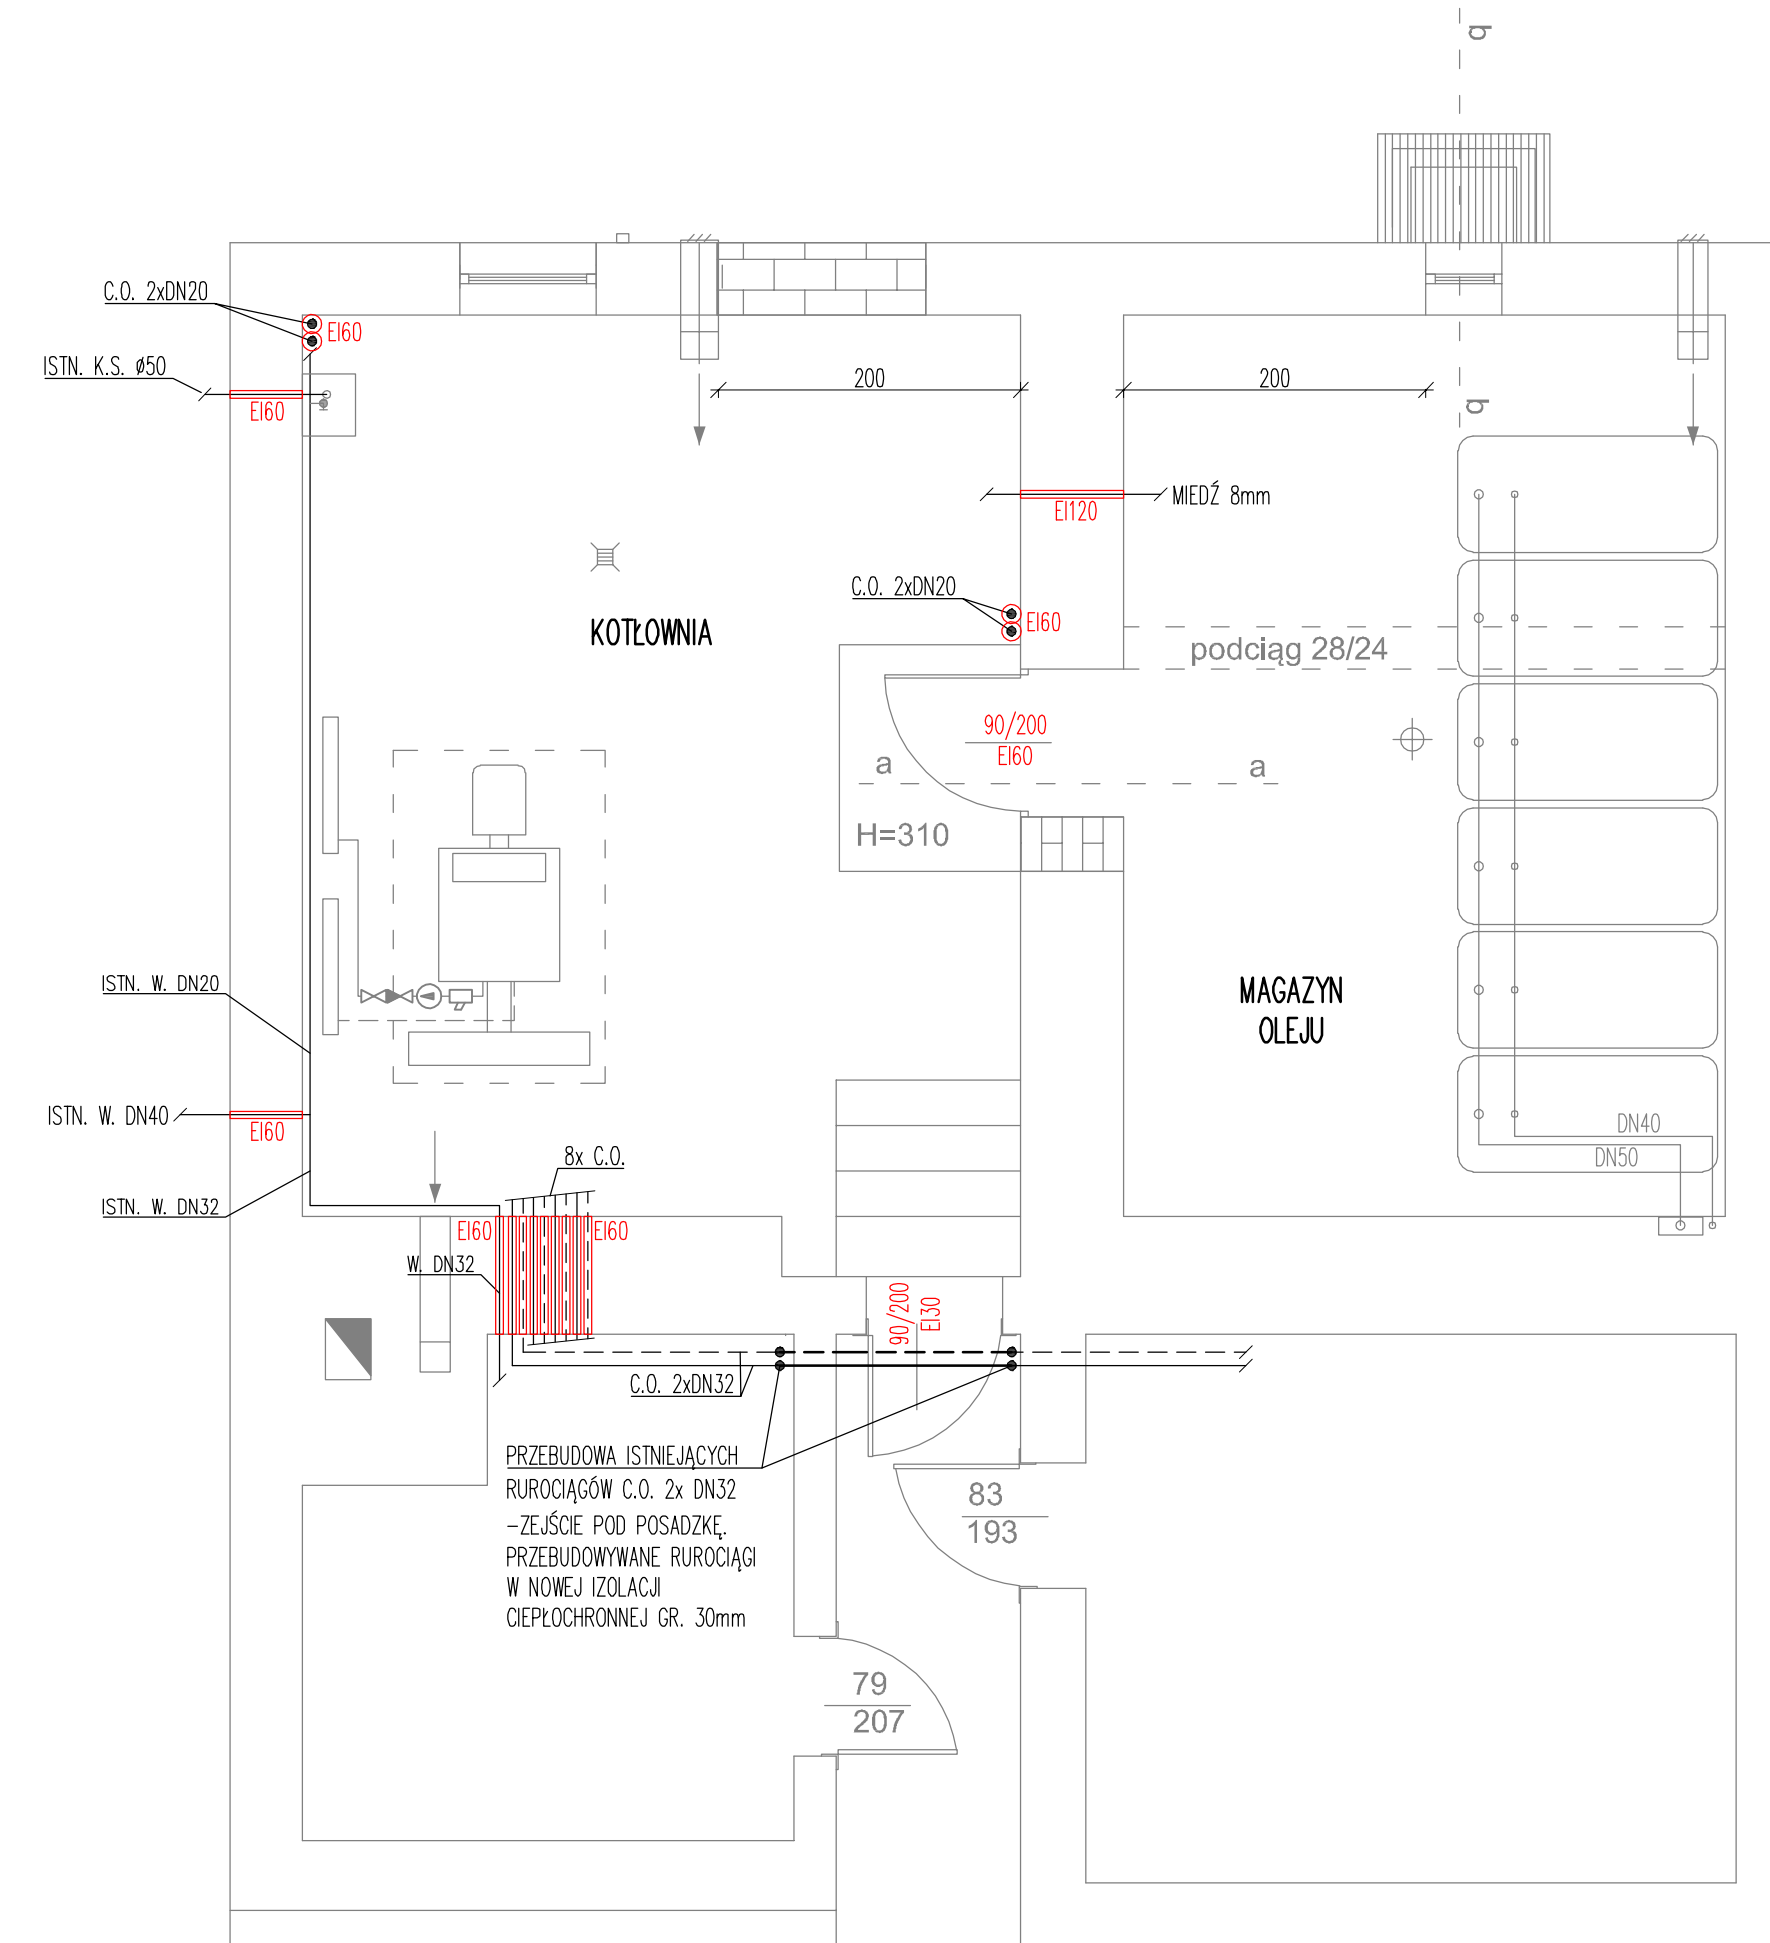 b
C.O. 2xDN20
EI60
ISTN. K.S. ø50
EI60
200
200
b
MIEDŹ 8mm
EI120
C.O. 2xDN20
EI60
KOTŁOWNIA
podciąg 28/24
90/200
EI60
a
a
H=310
ISTN. W. DN20
MAGAZYN
OLEJU
ISTN. W. DN40
EI60
DN40
DN50
8x C.O.
ISTN. W. DN32
EI60
EI60
W. DN32
90/200
EI30
C.O. 2xDN32
PRZEBUDOWA ISTNIEJĄCYCH
RUROCIĄGÓW C.O. 2x DN32
-ZEJŚCIE POD POSADZKĘ.
PRZEBUDOWYWANE RUROCIĄGI
W NOWEJ IZOLACJI
CIEPŁOCHRONNEJ GR. 30mm
83
193
79
207